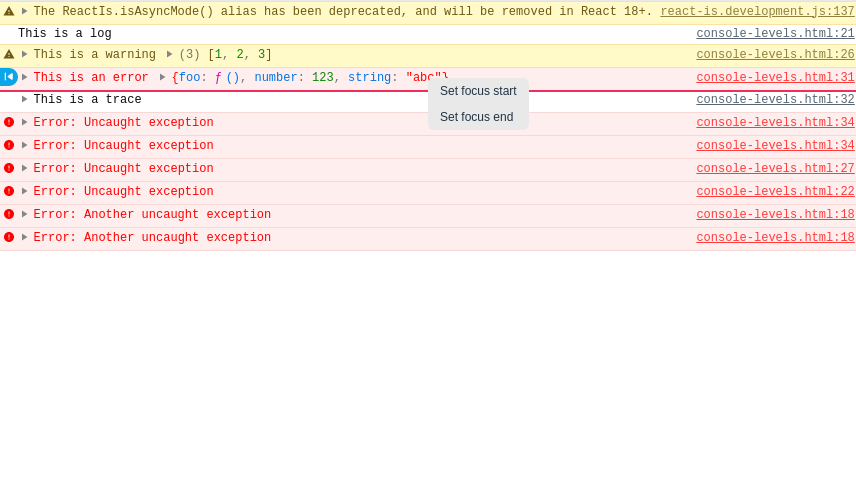 The ReactIs.isAsyncMode() alias has been deprecated, and will be removed in React 18+. react-is.development.js:137
This is a log console-levels.html:21
This is a warning (3) [1, 2, 3] console-levels.html:26
This is an error {foo: ƒ (), number: 123, string: "abc"} console-levels.html:31
Set focus start
This is a trace console-levels.html:32
Set focus end
Error: Uncaught exception console-levels.html:34
Error: Uncaught exception console-levels.html:34
Error: Uncaught exception console-levels.html:27
Error: Uncaught exception console-levels.html:22
Error: Another uncaught exception console-levels.html:18
Error: Another uncaught exception console-levels.html:18